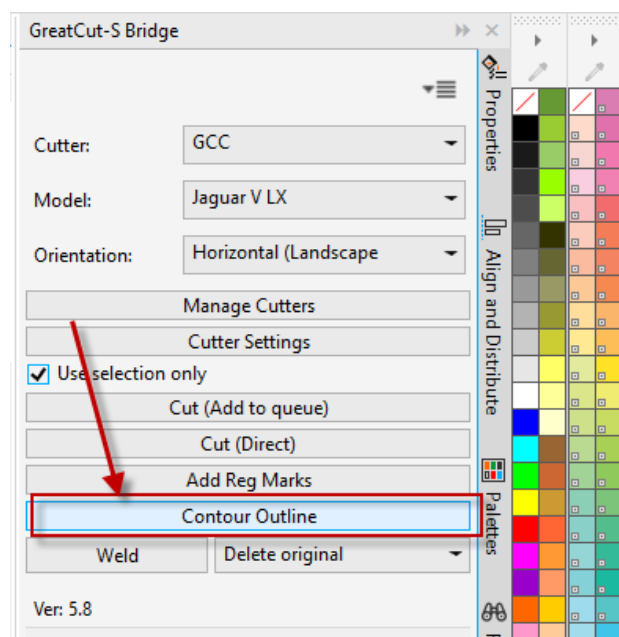 GreatCut-S Bridge
Cutter:
GCC
Model:
Jaguar V LX
Orientation:
Horizontal (Landscape
Manage Cutters
Cutter Settings
Use selection only
Cut (Add to queue)
Cut (Direct)
Add Reg Marks
Contour Outline
Weld
Delete original
Ver: 5.8
Properties
Align and Distribute
Palettes